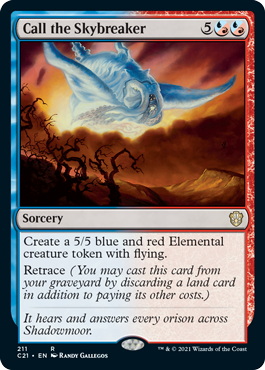 Call the Skybreaker 5
Sorcery
Create a 5/5 blue and red Elemental
creature token with flying.
Retrace (You may cast this card from
your graveyard by discarding a land card
in addition to paying its other costs.)
It hears and answers every orison across
Shadowmoor.
211 R
C21 • EN RANDY GALLEGOS ™ & © 2021 Wizards of the Coast